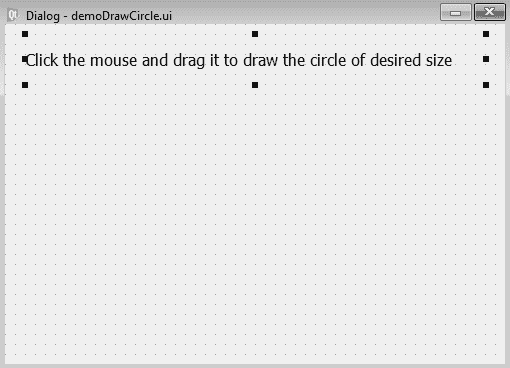 Dialog - demoDrawCircle.ui
Click the mouse and drag it to draw the circle of desired size